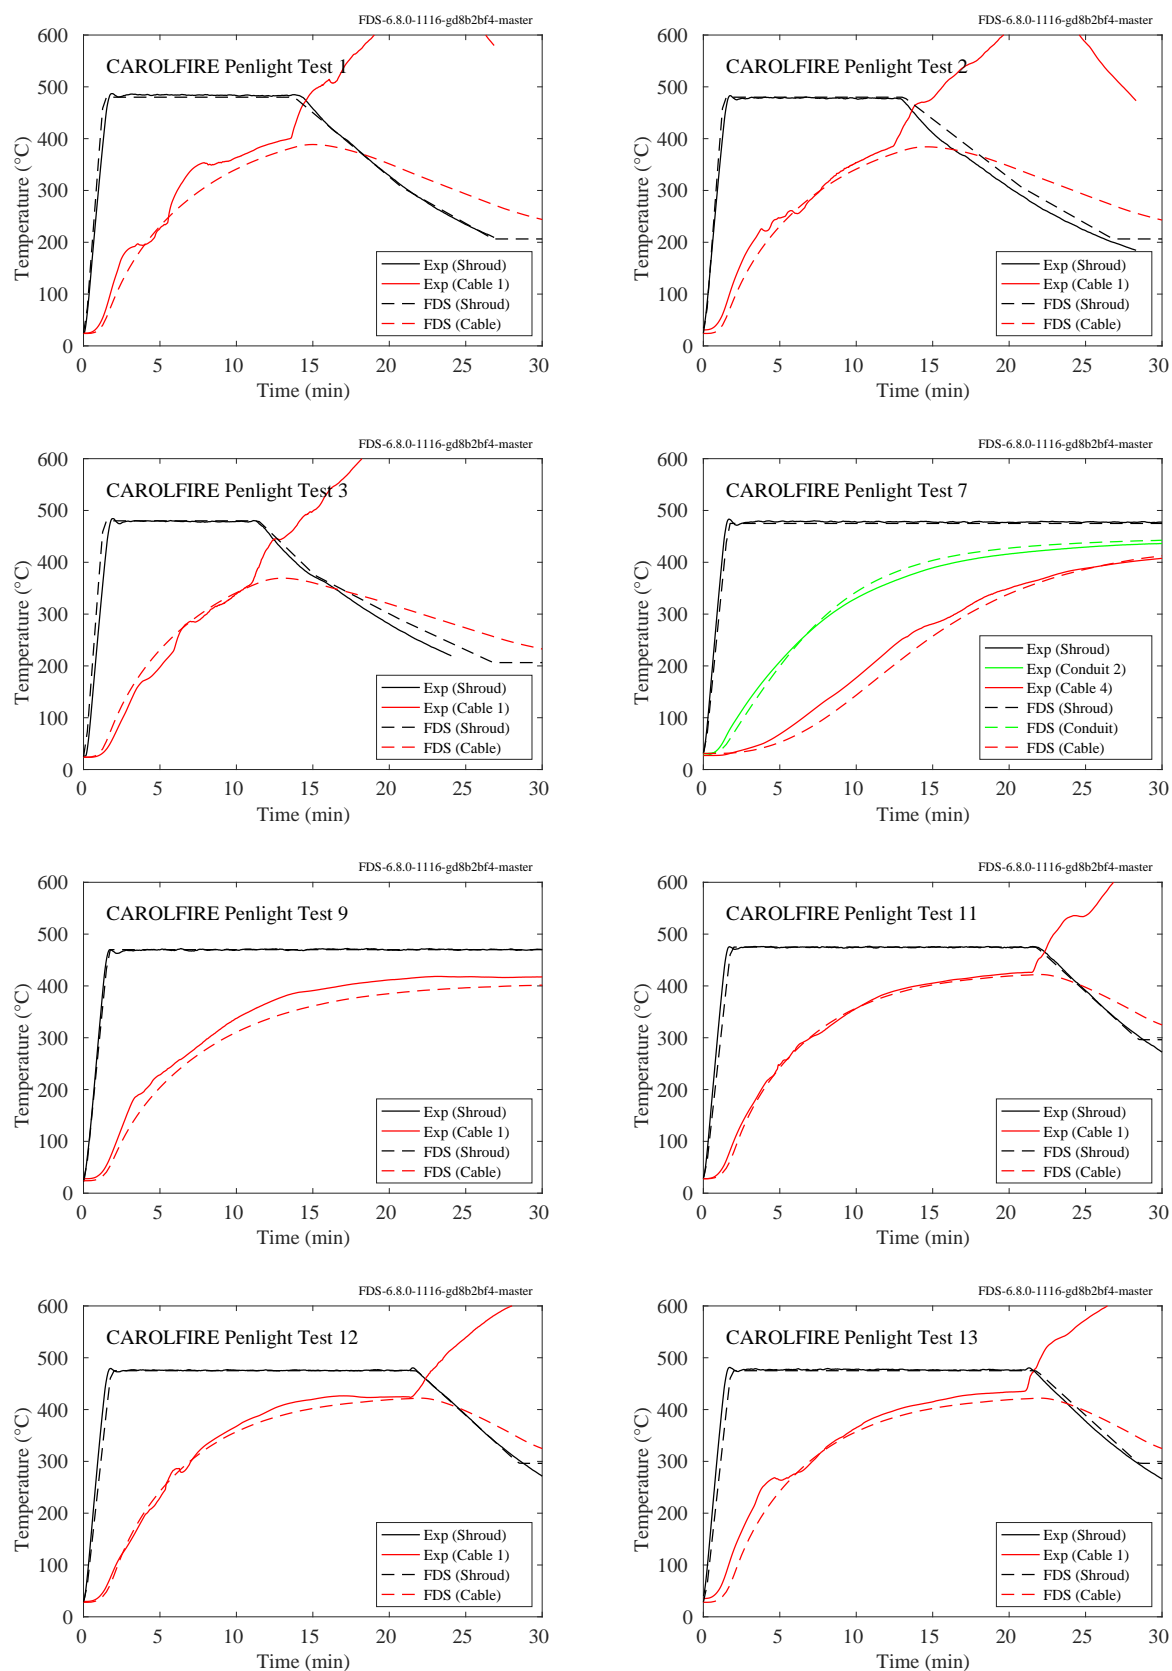 FDS-6.8.0-1116-gd8b2bf4-master
CAROLFIRE Penlight Test 1
Temperature (°C)
600
500
400
300
200
100
0
Exp (Shroud)
Exp (Cable 1)
FDS (Shroud)
FDS (Cable)
0 5 10 15 20 25 30
Time (min)
FDS-6.8.0-1116-gd8b2bf4-master
CAROLFIRE Penlight Test 2
Temperature (°C)
600
500
400
300
200
100
0
Exp (Shroud)
Exp (Cable 1)
FDS (Shroud)
FDS (Cable)
0 5 10 15 20 25 30
Time (min)
FDS-6.8.0-1116-gd8b2bf4-master
CAROLFIRE Penlight Test 3
Temperature (°C)
600
500
400
300
200
100
0
Exp (Shroud)
Exp (Cable 1)
FDS (Shroud)
FDS (Cable)
0 5 10 15 20 25 30
Time (min)
FDS-6.8.0-1116-gd8b2bf4-master
CAROLFIRE Penlight Test 7
Temperature (°C)
600
500
400
300
200
100
0
Exp (Shroud)
Exp (Conduit 2)
Exp (Cable 4)
FDS (Shroud)
FDS (Conduit)
FDS (Cable)
0 5 10 15 20 25 30
Time (min)
FDS-6.8.0-1116-gd8b2bf4-master
CAROLFIRE Penlight Test 9
Temperature (°C)
600
500
400
300
200
100
0
Exp (Shroud)
Exp (Cable 1)
FDS (Shroud)
FDS (Cable)
0 5 10 15 20 25 30
Time (min)
FDS-6.8.0-1116-gd8b2bf4-master
CAROLFIRE Penlight Test 11
Temperature (°C)
600
500
400
300
200
100
0
Exp (Shroud)
Exp (Cable 1)
FDS (Shroud)
FDS (Cable)
0 5 10 15 20 25 30
Time (min)
FDS-6.8.0-1116-gd8b2bf4-master
CAROLFIRE Penlight Test 12
Temperature (°C)
600
500
400
300
200
100
0
Exp (Shroud)
Exp (Cable 1)
FDS (Shroud)
FDS (Cable)
0 5 10 15 20 25 30
Time (min)
FDS-6.8.0-1116-gd8b2bf4-master
CAROLFIRE Penlight Test 13
Temperature (°C)
600
500
400
300
200
100
0
Exp (Shroud)
Exp (Cable 1)
FDS (Shroud)
FDS (Cable)
0 5 10 15 20 25 30
Time (min)